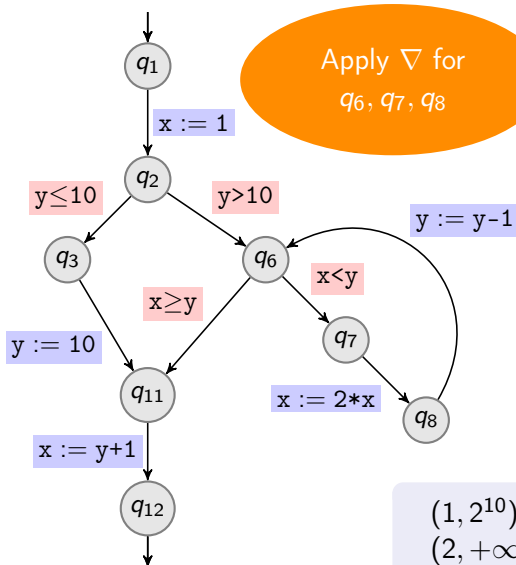 q₁
Apply ∇ for
q₆, q₇, q₈
x := 1
q₂
y≤10
y>10
y := y-1
q₃
q₆
x<y
x≥y
q₇
y := 10
q₁₁
x := 2*x
q₈
x := y+1
q₁₂
(1, 2¹⁰)
(2, +∞